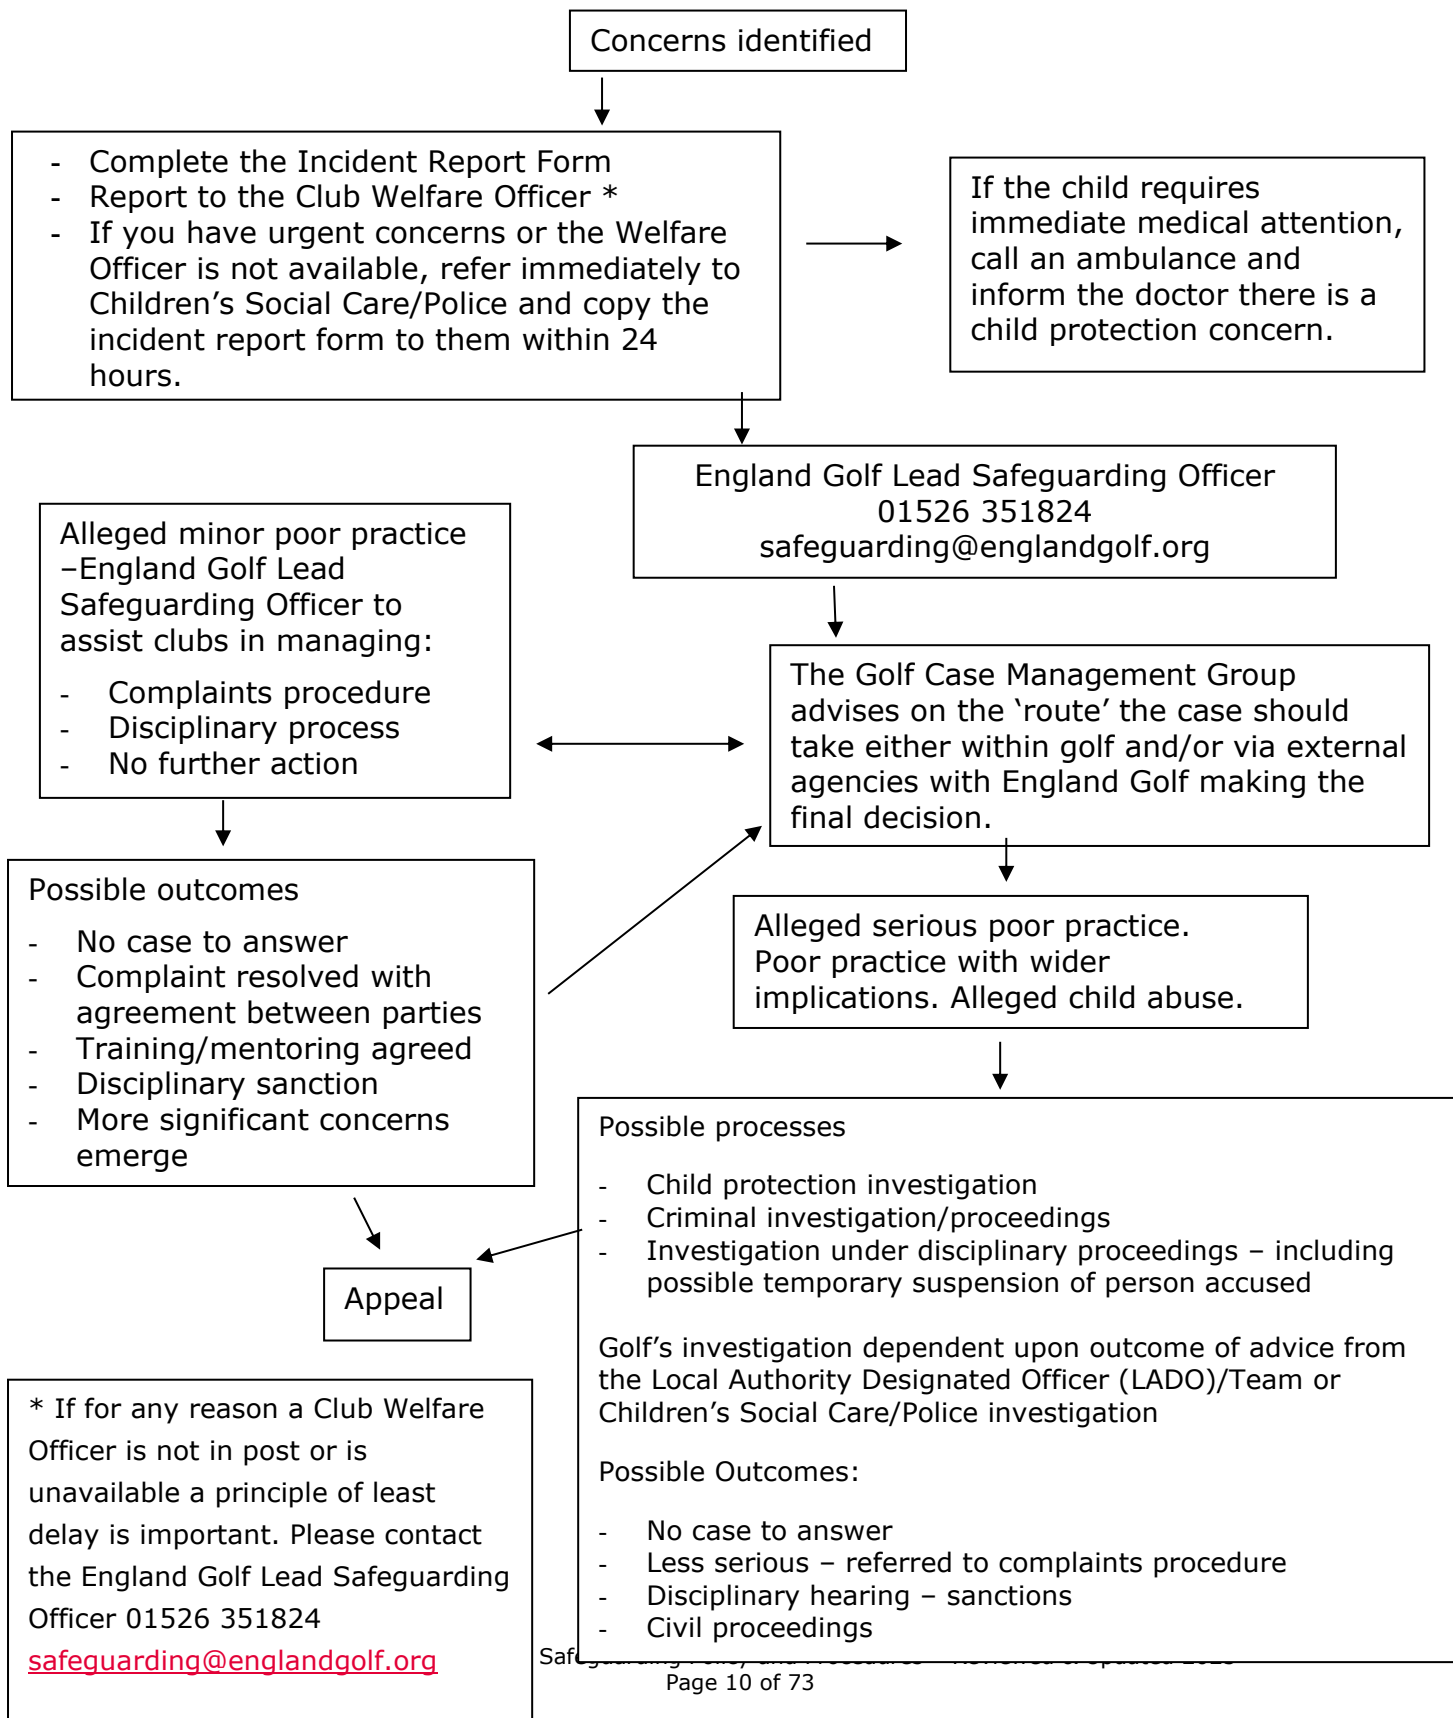 Concerns identified
- Complete the Incident Report Form
- Report to the Club Welfare Officer *
- If you have urgent concerns or the Welfare
Officer is not available, refer immediately to
Children’s Social Care/Police and copy the
incident report form to them within 24
hours.
If the child requires
immediate medical attention,
call an ambulance and
inform the doctor there is a
child protection concern.
England Golf Lead Safeguarding Officer
01526 351824
safeguarding@englandgolf.org
Alleged minor poor practice
–England Golf Lead
Safeguarding Officer to
assist clubs in managing:
- Complaints procedure
- Disciplinary process
- No further action
The Golf Case Management Group
advises on the ‘route’ the case should
take either within golf and/or via external
agencies with England Golf making the
final decision.
Possible outcomes
- No case to answer
- Complaint resolved with
agreement between parties
- Training/mentoring agreed
- Disciplinary sanction
- More significant concerns
emerge
Alleged serious poor practice.
Poor practice with wider
implications. Alleged child abuse.
Possible processes
- Child protection investigation
- Criminal investigation/proceedings
- Investigation under disciplinary proceedings – including
possible temporary suspension of person accused
Golf’s investigation dependent upon outcome of advice from
the Local Authority Designated Officer (LADO)/Team or
Children’s Social Care/Police investigation
Possible Outcomes:
- No case to answer
- Less serious – referred to complaints procedure
- Disciplinary hearing – sanctions
- Civil proceedings
Appeal
* If for any reason a Club Welfare
Officer is not in post or is
unavailable a principle of least
delay is important. Please contact
the England Golf Lead Safeguarding
Officer 01526 351824
safeguarding@englandgolf.org
Page 10 of 73